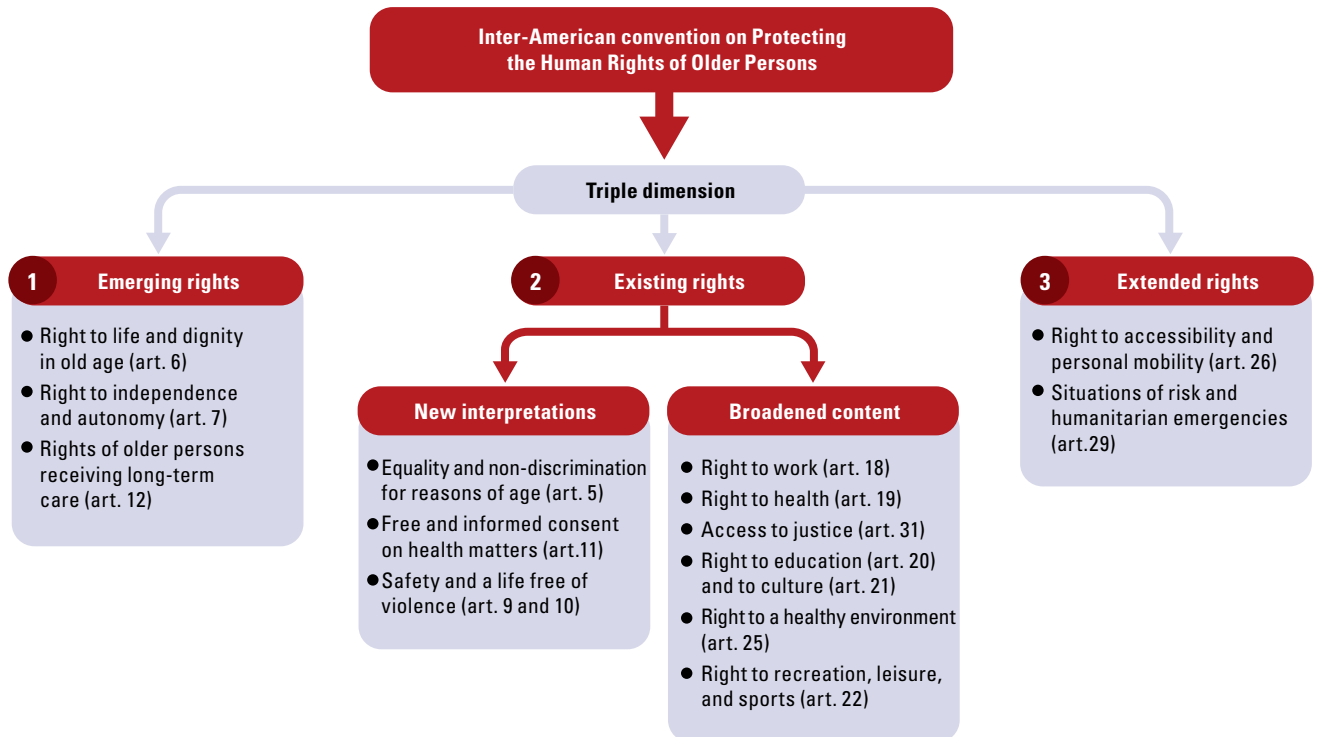 Inter-American convention on Protecting
the Human Rights of Older Persons
Triple dimension
1 Emerging rights
● Right to life and dignity
in old age (art. 6)
● Right to independence
and autonomy (art. 7)
● Rights of older persons
receiving long-term
care (art. 12)
2 Existing rights
New interpretations
● Equality and non-discrimination
for reasons of age (art. 5)
● Free and informed consent
on health matters (art.11)
● Safety and a life free of
violence (art. 9 and 10)
Broadened content
● Right to work (art. 18)
● Right to health (art. 19)
● Access to justice (art. 31)
● Right to education (art. 20)
and to culture (art. 21)
● Right to a healthy environment
(art. 25)
● Right to recreation, leisure,
and sports (art. 22)
3 Extended rights
● Right to accessibility and
personal mobility (art. 26)
● Situations of risk and
humanitarian emergencies
(art.29)